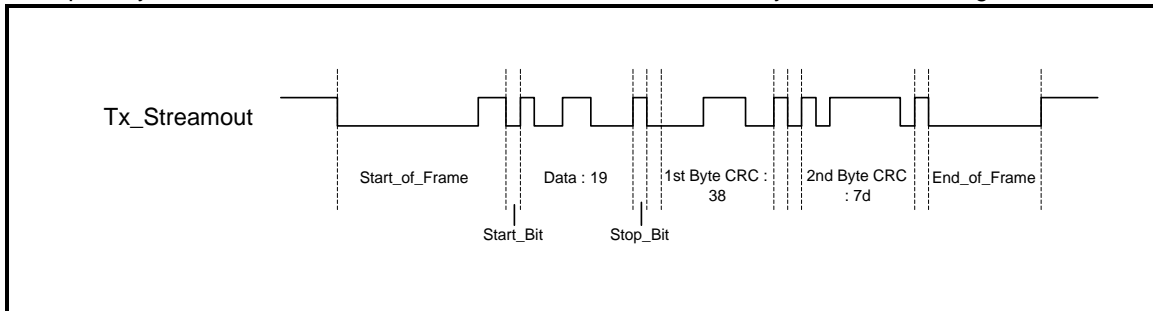 Tx_Streamout
Start_of_Frame
Data : 19
1st Byte CRC :
38
2nd Byte CRC
: 7d
End_of_Frame
Start_Bit
Stop_Bit